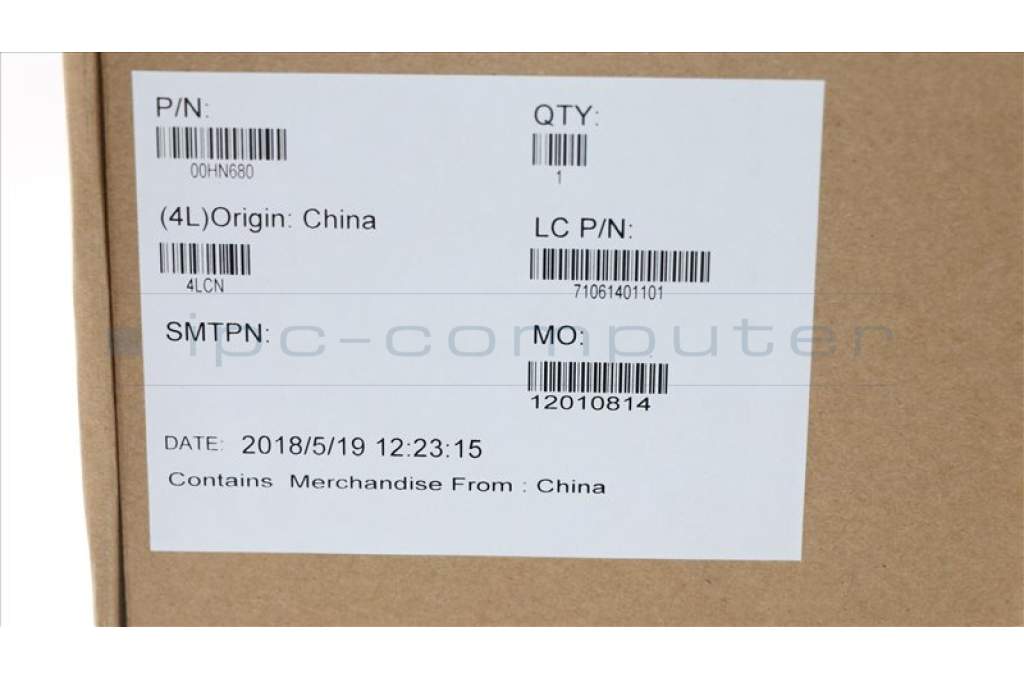 P/N:
00HN680
QTY:
1
(4L)Origin: China
4LCN
LC P/N:
71061401101
SMTPN:
MO:
12010814
ipc-computer
DATE: 2018/5/19 12:23:15
Contains Merchandise From : China